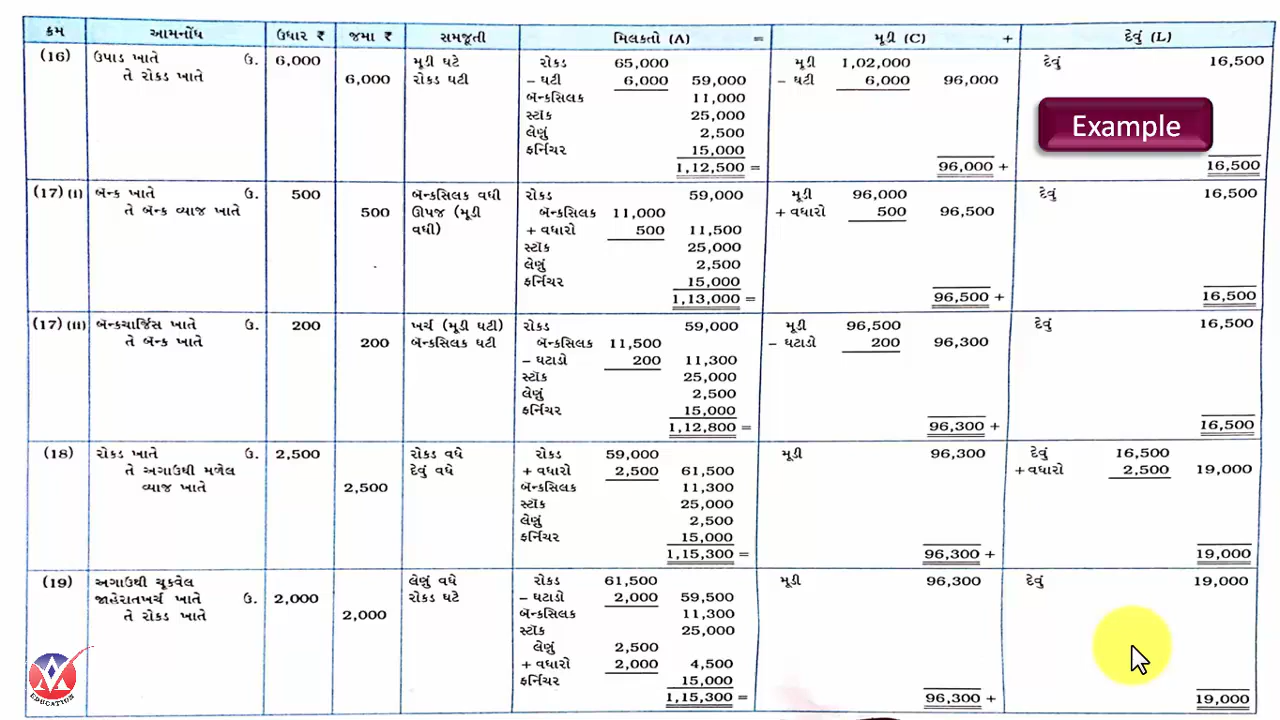 ક્રમ આમનોંધ ઉધાર ₹ જમા ₹ સમજૂતી મિલકતો (A) = મૂડી (C) + દેવું (L)
(16) ઉપાડ ખાતે ઉ. 6,000 મૂડી ઘટે રોકડ 65,000 મૂડી 1,02,000 દેવું 16,500
તે રોકડ ખાતે 6,000 રોકડ ઘટી – ઘટી 6,000 59,000 – ઘટી 6,000 96,000
બૅન્કસિલક 11,000
સ્ટૉક 25,000
Example
લેણું 2,500
ફર્નિચર 15,000
1,12,500 = 96,000 + 16,500
(17) (I) બૅન્ક ખાતે ઉ. 500 બૅન્કસિલક વધી રોકડ 59,000 મૂડી 96,000 દેવું 16,500
તે બૅન્ક વ્યાજ ખાતે 500 ઊપજ (મૂડી બૅન્કસિલક 11,000 + વધારો 500 96,500
વધી) + વધારો 500 11,500
સ્ટૉક 25,000
લેણું 2,500
ફર્નિચર 15,000
1,13,000 = 96,500 + 16,500
(17) (II) બૅન્કચાર્જિસ ખાતે ઉ. 200 ખર્ચ (મૂડી ઘટી) રોકડ 59,000 મૂડી 96,500 દેવું 16,500
તે બૅન્ક ખાતે 200 બૅન્કસિલક ઘટી બૅન્કસિલક 11,500 – ઘટાડો 200 96,300
– ઘટાડો 200 11,300
સ્ટૉક 25,000
લેણું 2,500
ફર્નિચર 15,000
1,12,800 = 96,300 + 16,500
(18) રોકડ ખાતે ઉ. 2,500 રોકડ વધે રોકડ 59,000 મૂડી 96,300 દેવું 16,500
તે અગાઉથી મળેલ દેવું વધે + વધારો 2,500 61,500 + વધારો 2,500 19,000
વ્યાજ ખાતે 2,500 બૅન્કસિલક 11,300
સ્ટૉક 25,000
લેણું 2,500
ફર્નિચર 15,000
1,15,300 = 96,300 + 19,000
(19) અગાઉથી ચૂકવેલ લેણું વધે રોકડ 61,500 મૂડી 96,300 દેવું 19,000
જાહેરાતખર્ચ ખાતે ઉ. 2,000 રોકડ ઘટે – ઘટાડો 2,000 59,500
તે રોકડ ખાતે 2,000 બૅન્કસિલક 11,300
સ્ટૉક 25,000
લેણું 2,500
+ વધારો 2,000 4,500
ફર્નિચર 15,000
1,15,300 = 96,300 + 19,000
EDUCATION